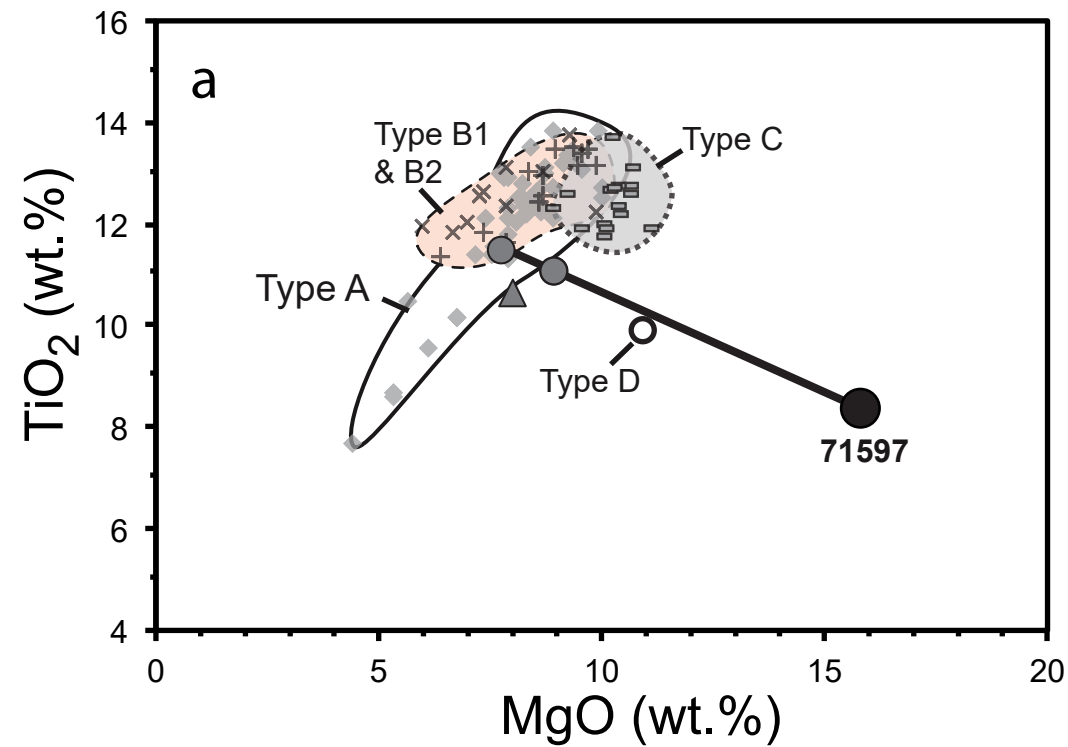 a
16
14
12
10
8
6
4
TiO2 (wt.%)
Type B1
& B2
Type C
Type A
Type D
71597
0 5 10 15 20
MgO (wt.%)